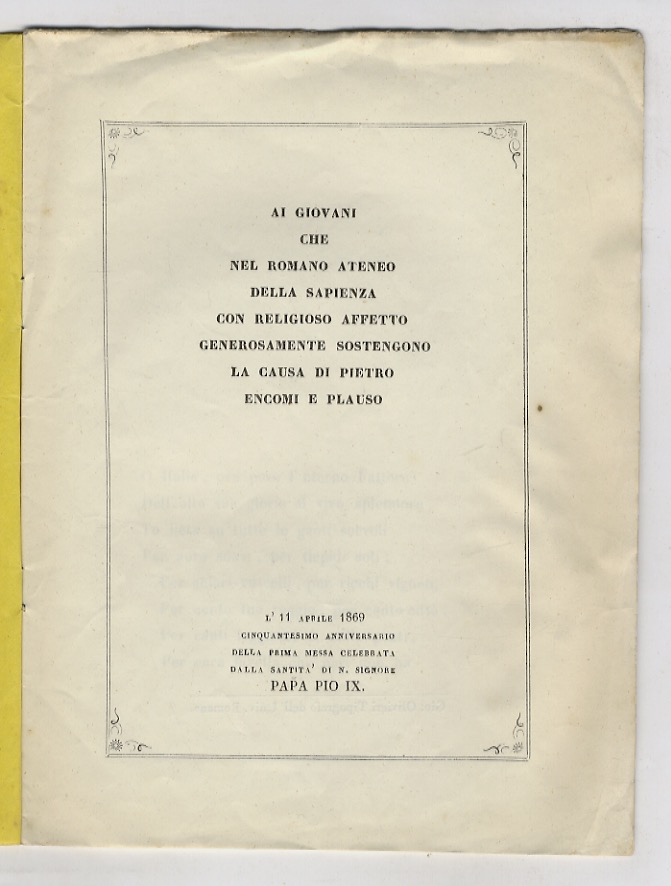 AI GIOVANI
CHE
NEL ROMANO ATENEO
DELLA SAPIENZA
CON RELIGIOSO AFFETTO
GENEROSAMENTE SOSTENGONO
LA CAUSA DI PIETRO
ENCOMI E PLAUSO
L' 11 APRILE 1869
CINQUANTESIMO ANNIVERSARIO
DELLA PRIMA MESSA CELEBRATA
DALLA SANTITA' DI N. SIGNORE
PAPA PIO IX.